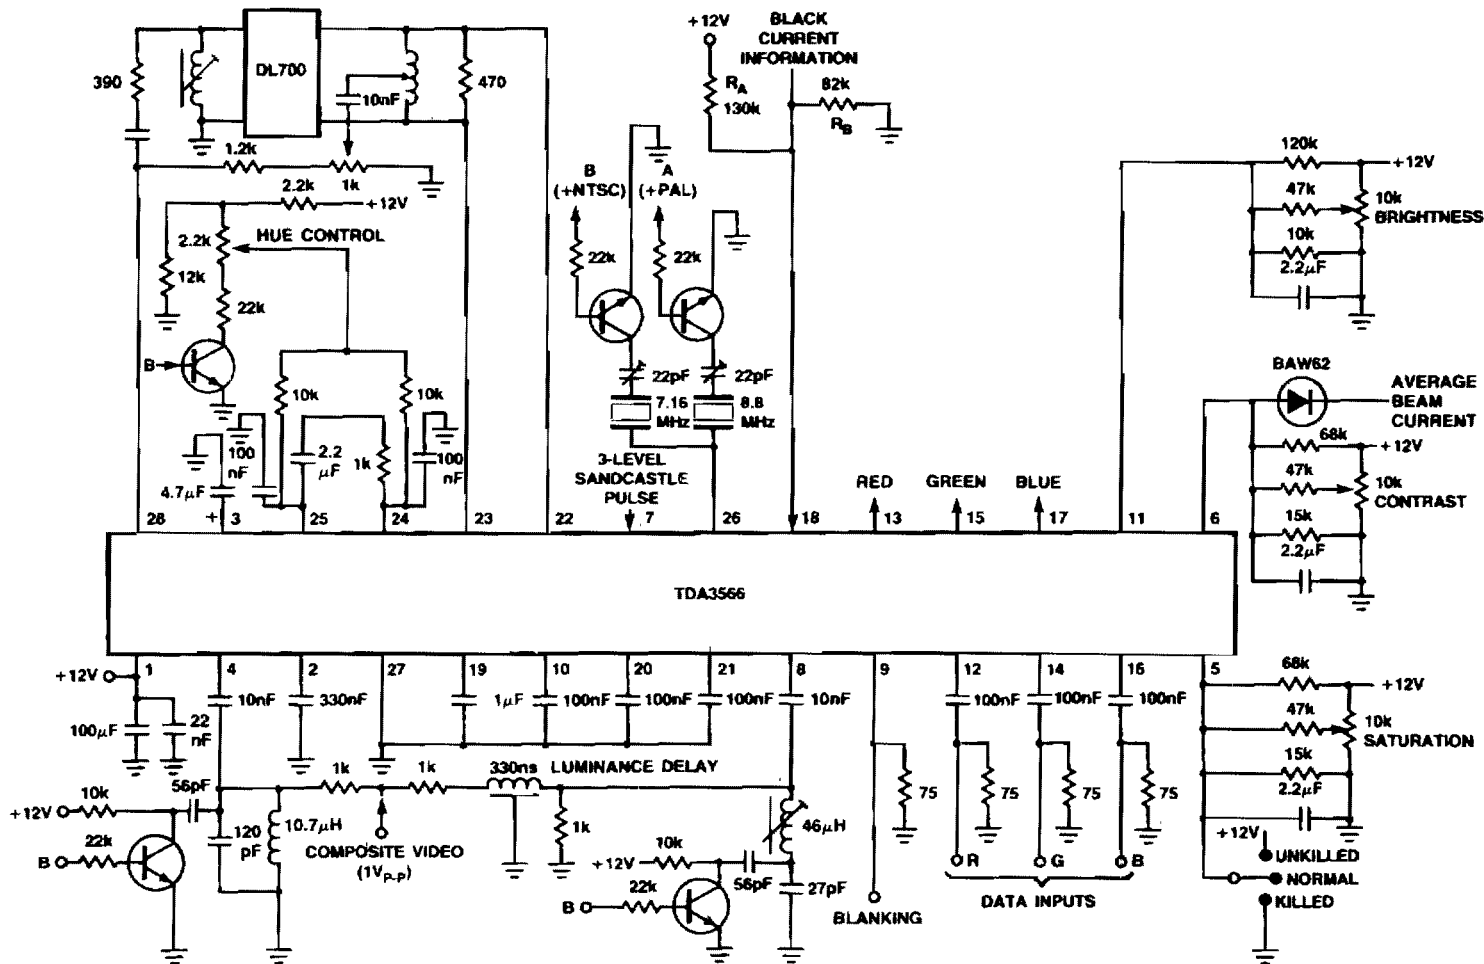 390
DL700
10nF
470
1.2k
1k
2.2k
+12V
HUE CONTROL
2.2k
12k
22k
B
10k
10k
100
nF
2.2
µF
1k
100
nF
4.7µF
+
+12V
BLACK
CURRENT
INFORMATION
RA
130k
82k
RB
B
(+NTSC)
A
(+PAL)
22k
22k
22pF
22pF
7.16
MHz
8.8
MHz
3-LEVEL
SANDCASTLE
PULSE
RED
GREEN
BLUE
120k
+12V
47k
10k
BRIGHTNESS
10k
2.2µF
BAW62
AVERAGE
BEAM
CURRENT
68k
+12V
47k
10k
CONTRAST
15k
2.2µF
28 3 25 24 23 22 7 26 18 13 15 17 11 6
TDA3566
1 4 2 27 19 10 20 21 8 9 12 14 16 5
+12V
100µF
22
nF
10nF
330nF
1µF
100nF
100nF
100nF
10nF
100nF
100nF
100nF
68k
+12V
47k
10k
SATURATION
15k
2.2µF
+12V
UNKILLED
NORMAL
KILLED
75
75
75
75
R G B
DATA INPUTS
BLANKING
LUMINANCE DELAY
330ns
1k
1k
1k
46µH
56pF
10k
+12V
22k
B
120
pF
10.7µH
COMPOSITE VIDEO
(1VP-P)
10k
+12V
22k
B
56pF
27pF